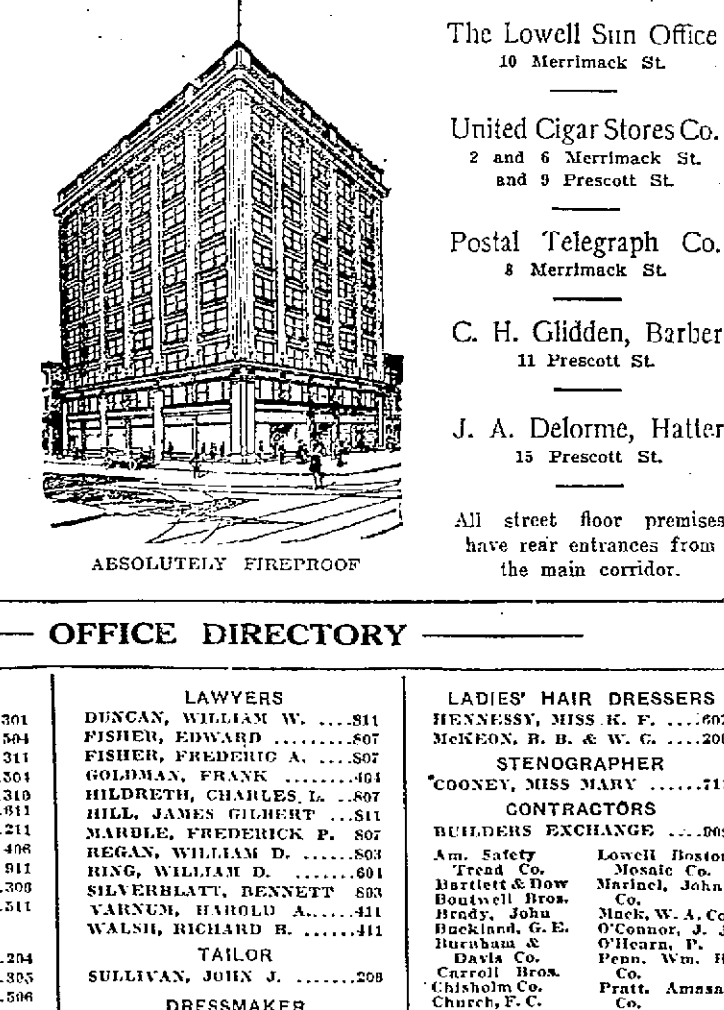 The Lowell Sun Office
10 Merrimack St.
United Cigar Stores Co.
2 and 6 Merrimack St.
and 9 Prescott St.
Postal Telegraph Co.
8 Merrimack St.
C. H. Glidden, Barber
11 Prescott St.
J. A. Delorme, Hatter
15 Prescott St.
All street floor premises
have rear entrances from
the main corridor.
ABSOLUTELY FIREPROOF
OFFICE DIRECTORY
301
504
311
.504
.310
.811
.211
406
911
.308
.511
.204
.305
.506
LAWYERS
DUNCAN, WILLIAM W. ....811
FISHER, EDWARD .........807
FISHER, FREDERIC A. ....807
GOLDMAN, FRANK ........404
HILDRETH, CHARLES L. ..807
HILL, JAMES GILBERT ...811
MARBLE, FREDERICK P. 807
REGAN, WILLIAM D. ......803
RING, WILLIAM D. .......601
SILVERBLATT, BENNETT 803
VARNUM, HAROLD A......411
WALSH, RICHARD B. ......411
TAILOR
SULLIVAN, JOHN J. .......208
DRESSMAKER
LADIES' HAIR DRESSERS
HENNESSY, MISS K. F. ....
McKEON, B. B. & W. C. ....
STENOGRAPHER
COONEY, MISS MARY ......
CONTRACTORS
BUILDERS EXCHANGE ....
Am. Safety
Tread Co.
Bartlett & Dow
Boutwell Bros.
Brady, John
Buckland, G. E.
Burnham &
Davis Co.
Carroll Bros.
Chisholm Co.
Church, F. C.
Lowell Boston
Mosaic Co.
Marinel, John
Co.
Mack, W. A. Co
O'Connor, J. J
O'Hearn, P.
Penn, Wm. H
Co.
Pratt, Amasa
Co.